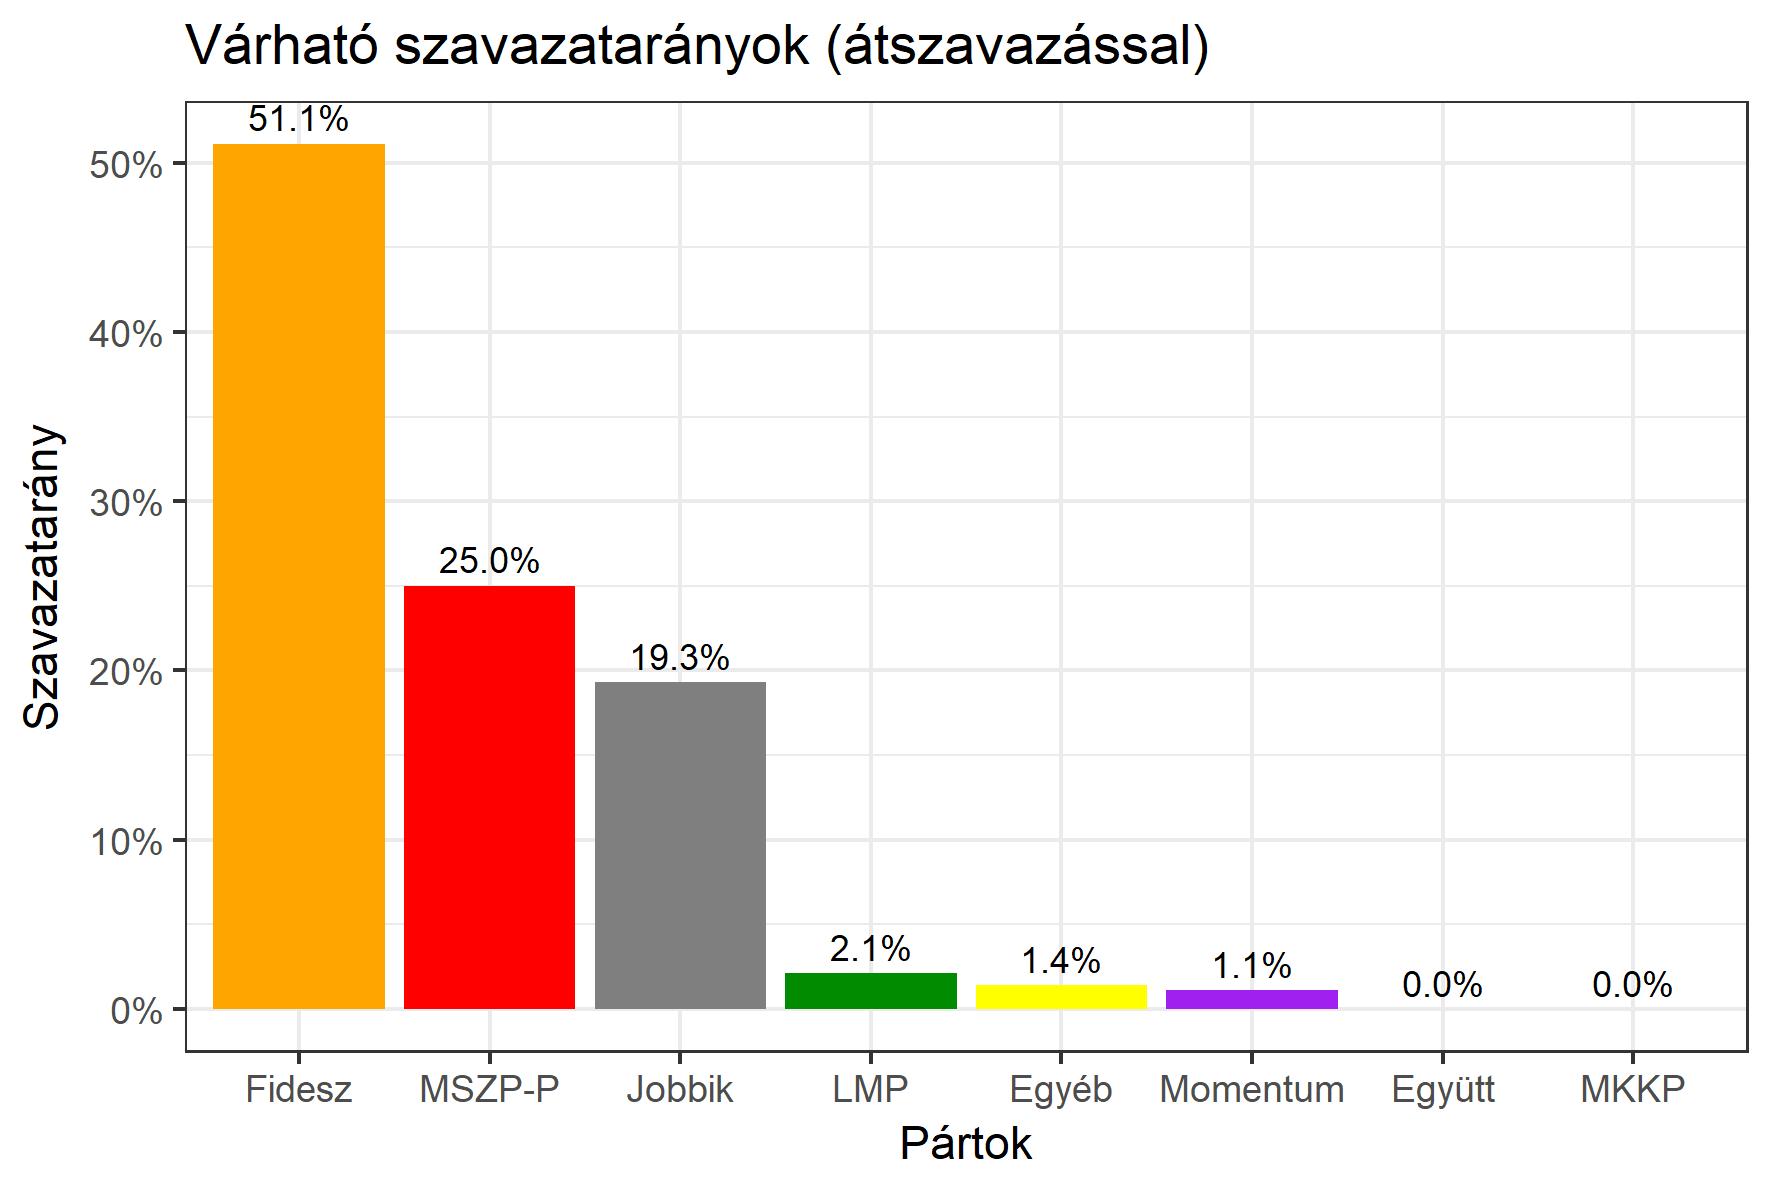 Várható szavazatarányok (átszavazással)
51.1%
25.0%
19.3%
2.1%
1.4%
1.1%
0.0%
0.0%
50%
40%
30%
20%
10%
0%
Szavazatarány
Fidesz
MSZP-P
Jobbik
LMP
Egyéb
Momentum
Együtt
MKKP
Pártok